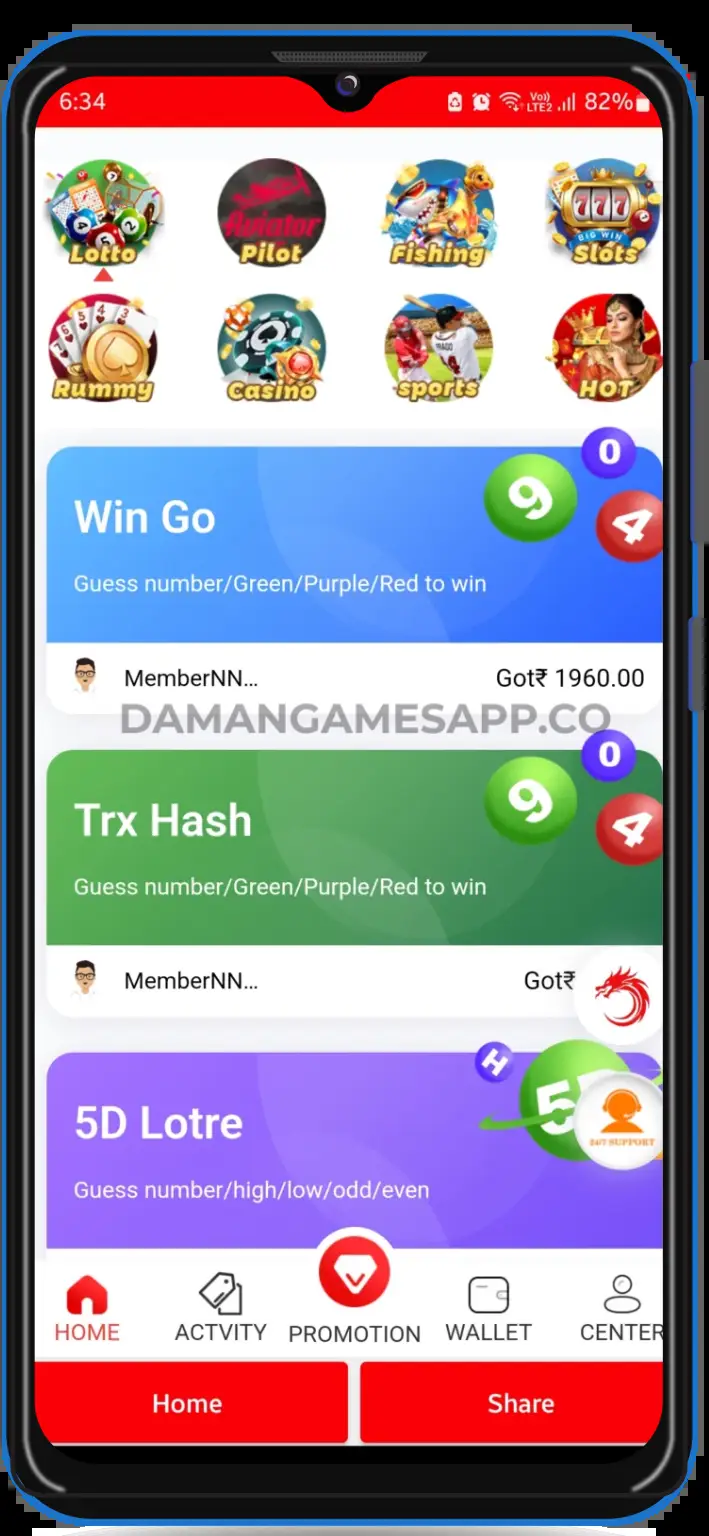 6:34
Vo))
LTE2
82%
Lotto
Aviator
Pilot
Fishing
777
BIG WIN
Slots
Rummy
Casino
sports
HOT
0
9
4
Win Go
Guess number/Green/Purple/Red to win
MemberNN...
Got₹ 1960.00
DAMANGAMESAPP.CO
0
9
4
Trx Hash
Guess number/Green/Purple/Red to win
MemberNN...
Got₹
H
5D
5D Lotre
24/7 SUPPORT
Guess number/high/low/odd/even
HOME
ACTVITY
PROMOTION
WALLET
CENTER
Home
Share